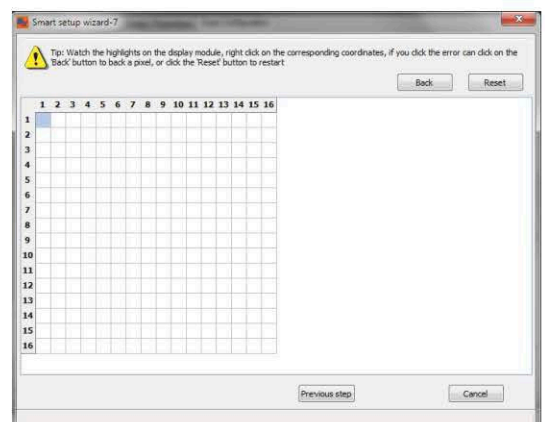 Smart setup wizard-7
Tip: Watch the highlights on the display module, right click on the corresponding coordinates, if you click the error can click on the
'Back' button to back a pixel, or click the 'Reset' button to restart
Back Reset
1 2 3 4 5 6 7 8 9 10 11 12 13 14 15 16
1
2
3
4
5
6
7
8
9
10
11
12
13
14
15
16
Previous step Cancel